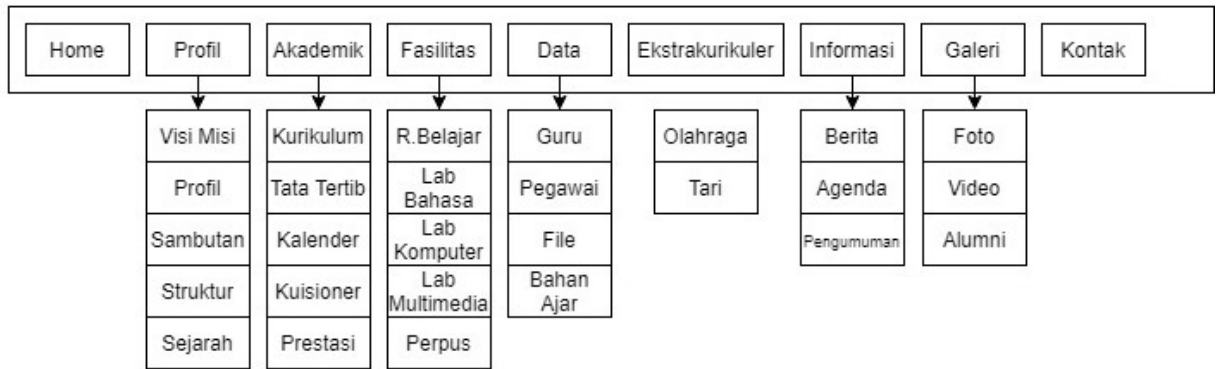 Home
Profil
Akademik
Fasilitas
Data
Ekstrakurikuler
Informasi
Galeri
Kontak
Visi Misi
Profil
Sambutan
Struktur
Sejarah
Kurikulum
Tata Tertib
Kalender
Kuisioner
Prestasi
R.Belajar
Lab
Bahasa
Lab
Komputer
Lab
Multimedia
Perpus
Guru
Pegawai
File
Bahan
Ajar
Olahraga
Tari
Berita
Agenda
Pengumuman
Foto
Video
Alumni